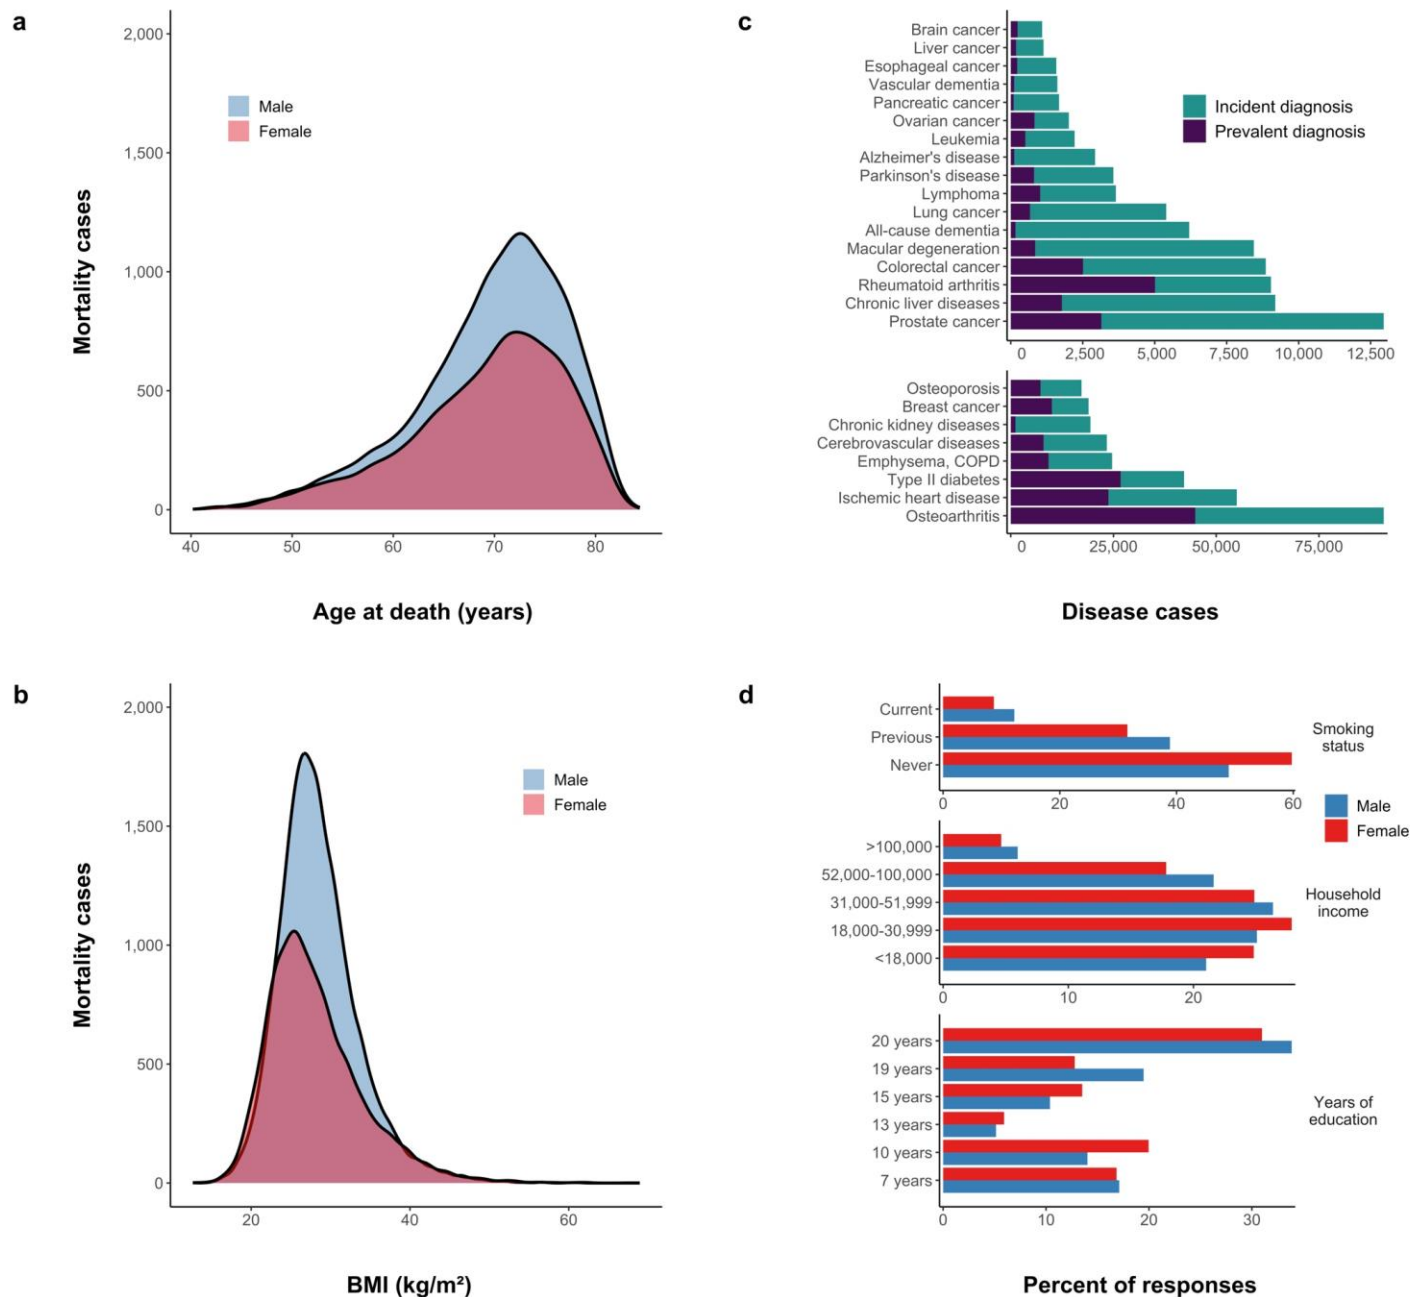 a
Mortality cases
2,000
1,500
1,000
500
0
Male
Female
40
50
60
70
80
Age at death (years)
c
Brain cancer
Liver cancer
Esophageal cancer
Vascular dementia
Pancreatic cancer
Ovarian cancer
Leukemia
Alzheimer's disease
Parkinson's disease
Lymphoma
Lung cancer
All-cause dementia
Macular degeneration
Colorectal cancer
Rheumatoid arthritis
Chronic liver diseases
Prostate cancer
Incident diagnosis
Prevalent diagnosis
0
2,500
5,000
7,500
10,000
12,500
Osteoporosis
Breast cancer
Chronic kidney diseases
Cerebrovascular diseases
Emphysema, COPD
Type II diabetes
Ischemic heart disease
Osteoarthritis
0
25,000
50,000
75,000
Disease cases
b
Mortality cases
2,000
1,500
1,000
500
0
Male
Female
20
40
60
BMI (kg/m²)
d
Current
Previous
Never
Smoking
status
0
20
40
60
Male
Female
>100,000
52,000-100,000
31,000-51,999
18,000-30,999
<18,000
Household
income
0
10
20
20 years
19 years
15 years
13 years
10 years
7 years
Years of
education
0
10
20
30
Percent of responses